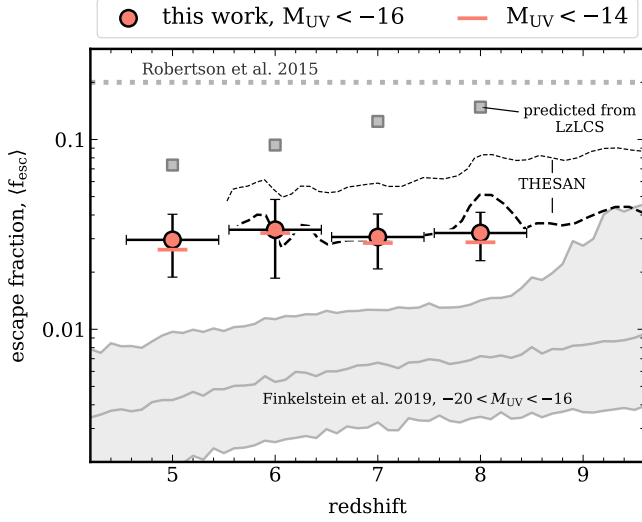 this work, M_UV < −16
M_UV < −14
Robertson et al. 2015
predicted from
LzLCS
THESAN
Finkelstein et al. 2019, −20 < M_UV < −16
escape fraction, ⟨f_esc⟩
0.1
0.01
5 6 7 8 9
redshift